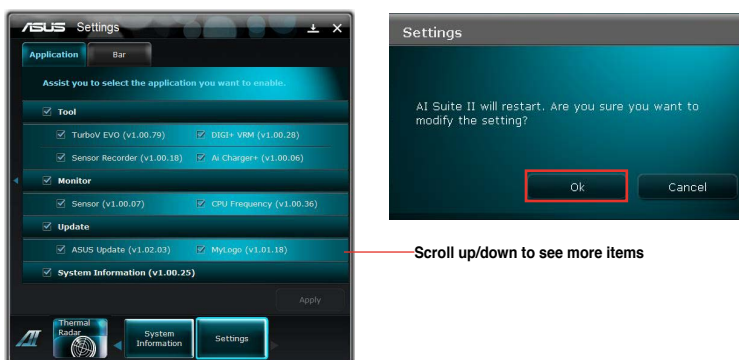 ASUS Settings
Application Bar
Assist you to select the application you want to enable.
Tool
TurboV EVO (v1.00.79) DIGI+ VRM (v1.00.28)
Sensor Recorder (v1.00.18) Ai Charger+ (v1.00.06)
Monitor
Sensor (v1.00.07) CPU Frequency (v1.00.36)
Update
ASUS Update (v1.02.03) MyLogo (v1.01.18)
System Information (v1.00.25)
Apply
Thermal
Radar
System
Information
Settings
Settings
AI Suite II will restart. Are you sure you want to
modify the setting?
Ok Cancel
Scroll up/down to see more items